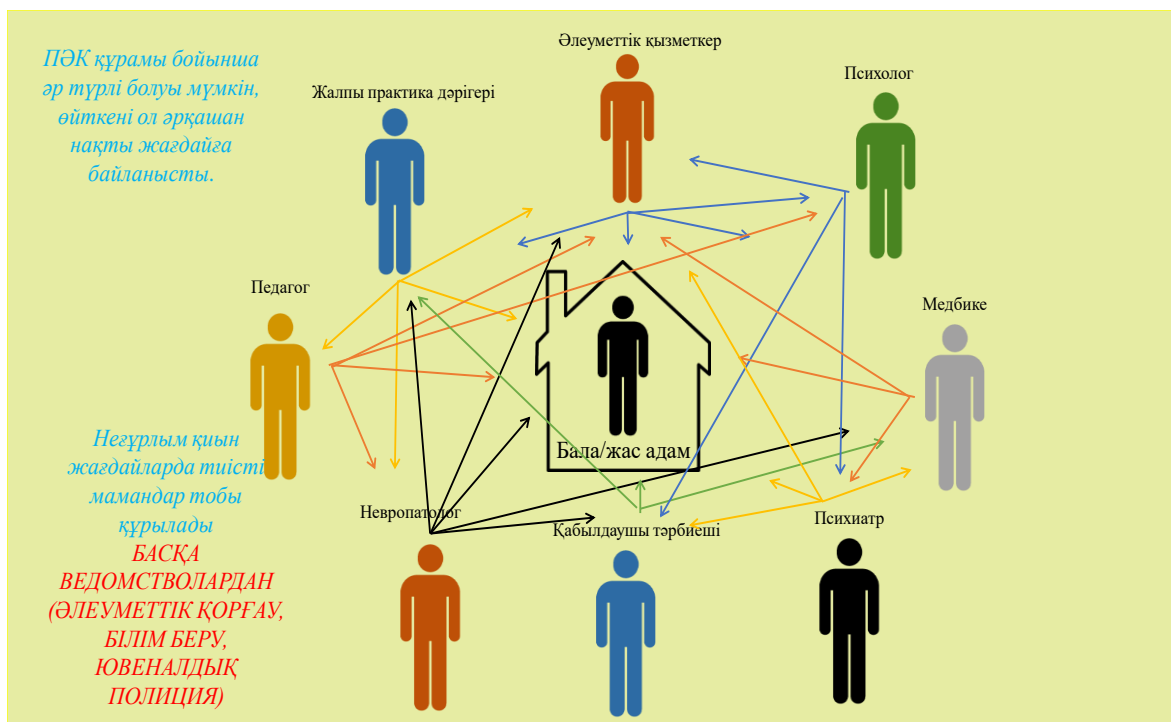 ПӘК құрамы бойынша
әр түрлі болуы мүмкін,
өйткені ол әрқашан
нақты жағдайға
байланысты.
Әлеуметтік қызметкер
Жалпы практика дәрігері
Психолог
Педагог
Медбике
Бала/жас адам
Неғұрлым қиын
жағдайларда тиісті
мамандар тобы
құрылады
БАСҚА
ВЕДОМСТВОЛАРДАН
(ӘЛЕУМЕТТІК ҚОРҒАУ,
БІЛІМ БЕРУ,
ЮВЕНАЛДЫҚ
ПОЛИЦИЯ)
Невропатолог
Қабылдаушы тәрбиеші
Психиатр